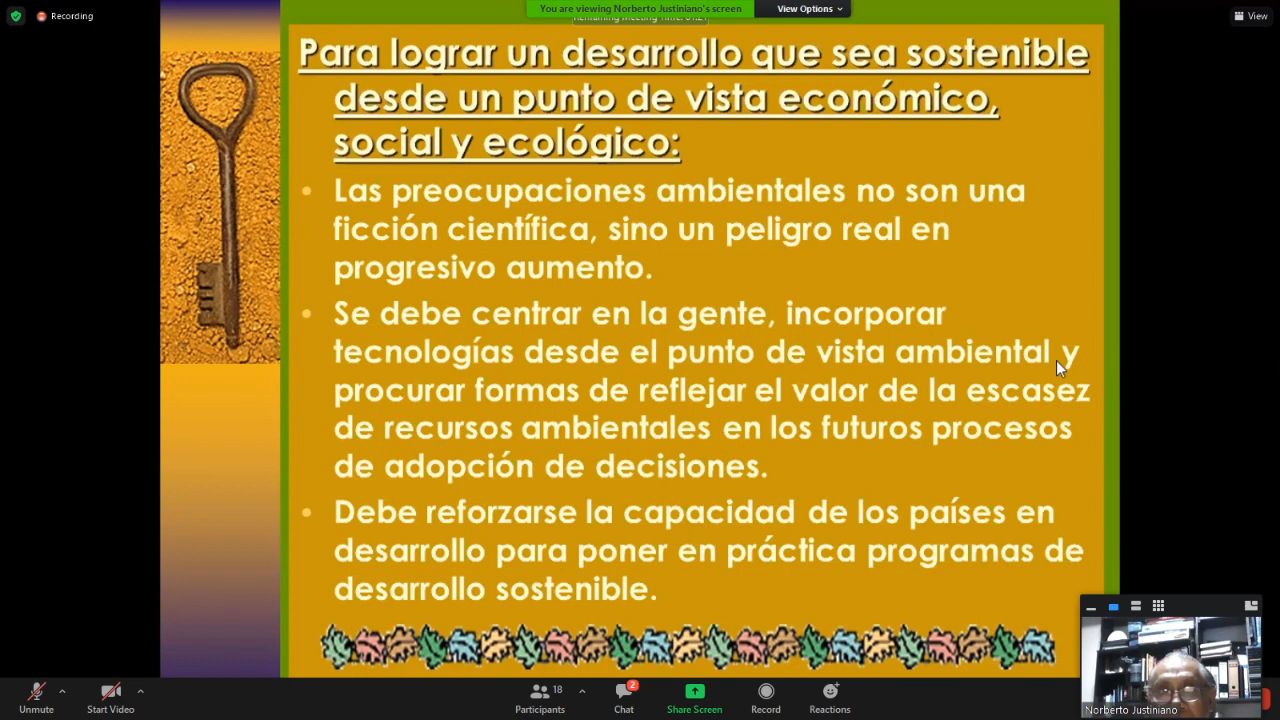 Recording
You are viewing Norberto Justiniano's screen
View Options
Remaining Meeting Time: 01:21
View
Para lograr un desarrollo que sea sostenible
desde un punto de vista económico,
social y ecológico:
• Las preocupaciones ambientales no son una
ficción científica, sino un peligro real en
progresivo aumento.
• Se debe centrar en la gente, incorporar
tecnologías desde el punto de vista ambiental y
procurar formas de reflejar el valor de la escasez
de recursos ambientales en los futuros procesos
de adopción de decisiones.
• Debe reforzarse la capacidad de los países en
desarrollo para poner en práctica programas de
desarrollo sostenible.
Norberto Justiniano
Unmute
Start Video
18
Participants
2
Chat
Share Screen
Record
Reactions